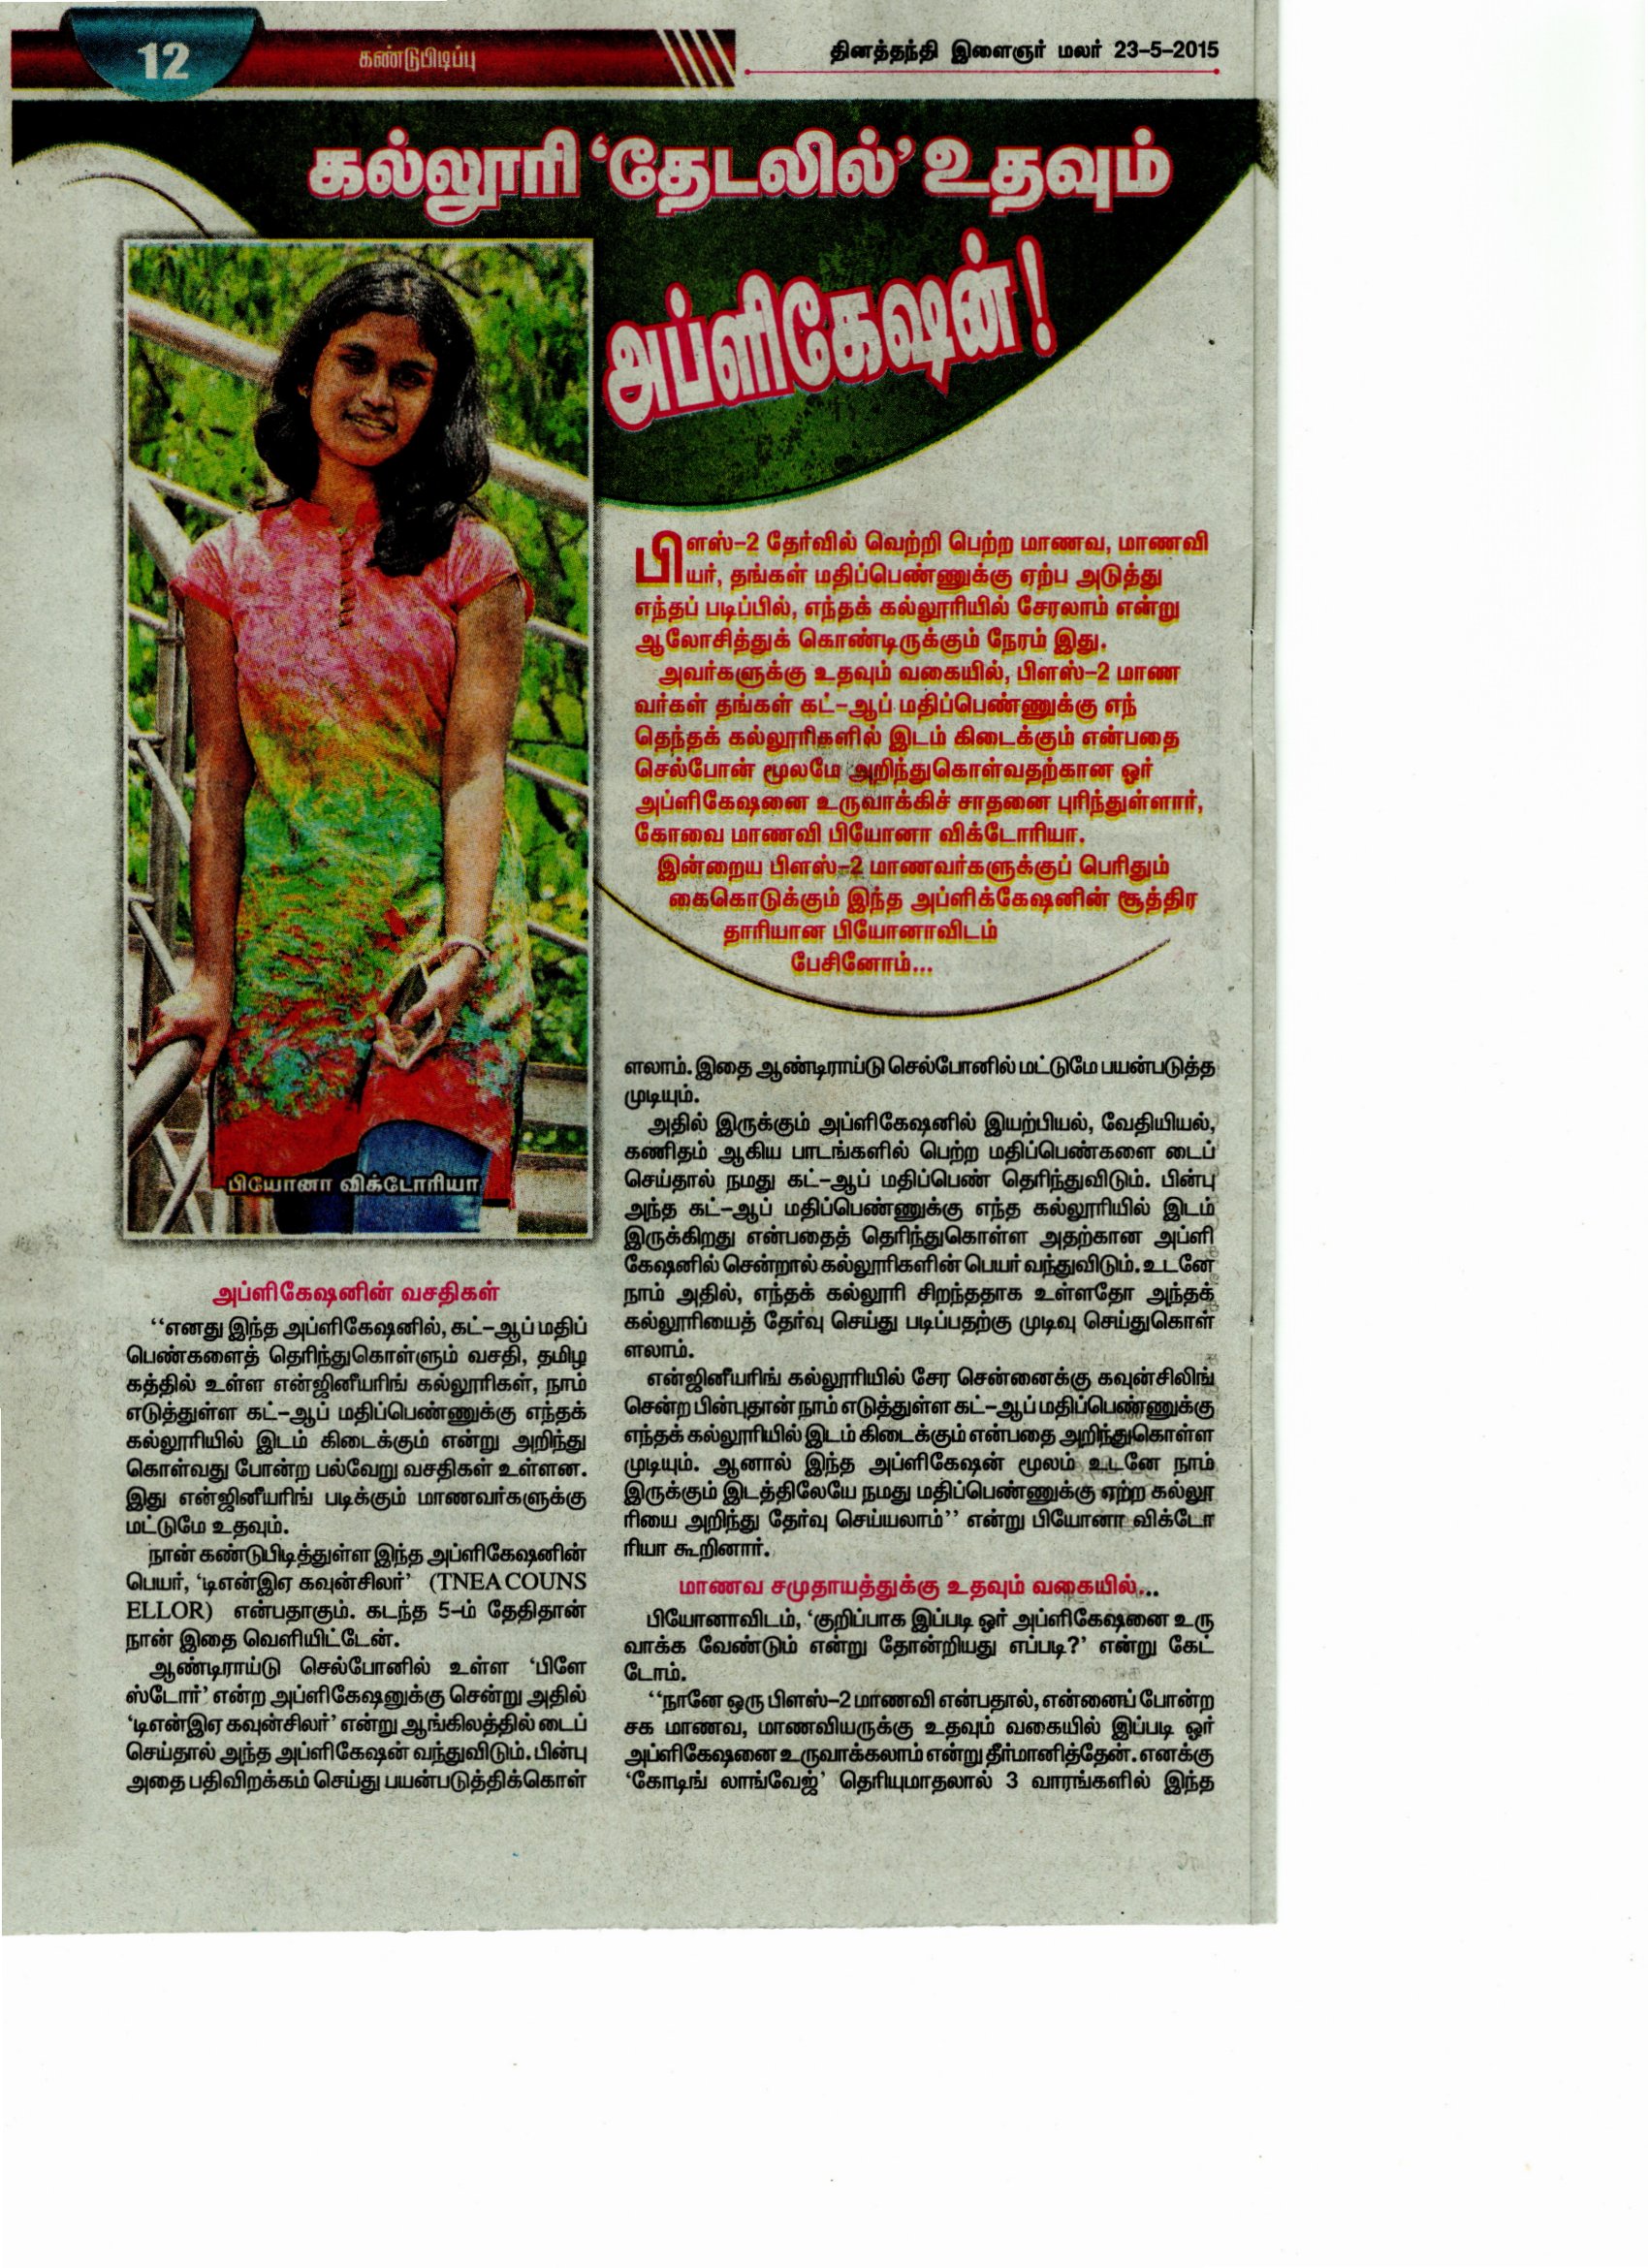 12
கண்டுபிடிப்பு
தினத்தந்தி இளைஞர் மலர் 23-5-2015
கல்லூரி ‘தேடலில்’ உதவும்
அப்ளிகேஷன்!
பிளஸ்-2 தேர்வில் வெற்றி பெற்ற மாணவ, மாணவி
யர், தங்கள் மதிப்பெண்ணுக்கு ஏற்ப அடுத்து
எந்தப் படிப்பில், எந்தக் கல்லூரியில் சேரலாம் என்று
ஆலோசித்துக் கொண்டிருக்கும் நேரம் இது.
அவர்களுக்கு உதவும் வகையில், பிளஸ்-2 மாண
வர்கள் தங்கள் கட்-ஆப் மதிப்பெண்ணுக்கு எந்
தெந்தக் கல்லூரிகளில் இடம் கிடைக்கும் என்பதை
செல்போன் மூலமே அறிந்துகொள்வதற்கான ஓர்
அப்ளிகேஷனை உருவாக்கிச் சாதனை புரிந்துள்ளார்,
கோவை மாணவி பியோனா விக்டோரியா.
இன்றைய பிளஸ்-2 மாணவர்களுக்குப் பெரிதும்
கைகொடுக்கும் இந்த அப்ளிக்கேஷனின் சூத்திர
தாரியான பியோனாவிடம்
பேசினோம்...
பியோனா விக்டோரியா
அப்ளிகேஷனின் வசதிகள்
‘‘எனது இந்த அப்ளிகேஷனில், கட்-ஆப் மதிப்
பெண்களைத் தெரிந்துகொள்ளும் வசதி, தமிழ
கத்தில் உள்ள என்ஜினீயரிங் கல்லூரிகள், நாம்
எடுத்துள்ள கட்-ஆப் மதிப்பெண்ணுக்கு எந்தக்
கல்லூரியில் இடம் கிடைக்கும் என்று அறிந்து
கொள்வது போன்ற பல்வேறு வசதிகள் உள்ளன.
இது என்ஜினீயரிங் படிக்கும் மாணவர்களுக்கு
மட்டுமே உதவும்.
நான் கண்டுபிடித்துள்ள இந்த அப்ளிகேஷனின்
பெயர், ‘டிஎன்இஏ கவுன்சிலர்’ (TNEA COUNS
ELLOR) என்பதாகும். கடந்த 5-ம் தேதிதான்
நான் இதை வெளியிட்டேன்.
ஆண்டிராய்டு செல்போனில் உள்ள ‘பிளே
ஸ்டோர்’ என்ற அப்ளிகேஷனுக்கு சென்று அதில்
‘டிஎன்இஏ கவுன்சிலர்’ என்று ஆங்கிலத்தில் டைப்
செய்தால் அந்த அப்ளிகேஷன் வந்துவிடும். பின்பு
அதை பதிவிறக்கம் செய்து பயன்படுத்திக்கொள்
ளலாம். இதை ஆண்டிராய்டு செல்போனில் மட்டுமே பயன்படுத்த
முடியும்.
அதில் இருக்கும் அப்ளிகேஷனில் இயற்பியல், வேதியியல்,
கணிதம் ஆகிய பாடங்களில் பெற்ற மதிப்பெண்களை டைப்
செய்தால் நமது கட்-ஆப் மதிப்பெண் தெரிந்துவிடும். பின்பு
அந்த கட்-ஆப் மதிப்பெண்ணுக்கு எந்த கல்லூரியில் இடம்
இருக்கிறது என்பதைத் தெரிந்துகொள்ள அதற்கான அப்ளி
கேஷனில் சென்றால் கல்லூரிகளின் பெயர் வந்துவிடும். உடனே
நாம் அதில், எந்தக் கல்லூரி சிறந்ததாக உள்ளதோ அந்தக்
கல்லூரியைத் தேர்வு செய்து படிப்பதற்கு முடிவு செய்துகொள்
ளலாம்.
என்ஜினீயரிங் கல்லூரியில் சேர சென்னைக்கு கவுன்சிலிங்
சென்ற பின்புதான் நாம் எடுத்துள்ள கட்-ஆப் மதிப்பெண்ணுக்கு
எந்தக் கல்லூரியில் இடம் கிடைக்கும் என்பதை அறிந்துகொள்ள
முடியும். ஆனால் இந்த அப்ளிகேஷன் மூலம் உடனே நாம்
இருக்கும் இடத்திலேயே நமது மதிப்பெண்ணுக்கு ஏற்ற கல்லூ
ரியை அறிந்து தேர்வு செய்யலாம்’’ என்று பியோனா விக்டோ
ரியா கூறினார்.
மாணவ சமுதாயத்துக்கு உதவும் வகையில்...
பியோனாவிடம், ‘குறிப்பாக இப்படி ஓர் அப்ளிகேஷனை உரு
வாக்க வேண்டும் என்று தோன்றியது எப்படி?’ என்று கேட்
டோம்.
‘‘நானே ஒரு பிளஸ்-2 மாணவி என்பதால், என்னைப் போன்ற
சக மாணவ, மாணவியருக்கு உதவும் வகையில் இப்படி ஓர்
அப்ளிகேஷனை உருவாக்கலாம் என்று தீர்மானித்தேன். எனக்கு
‘கோடிங் லாங்வேஜ்’ தெரியுமாதலால் 3 வாரங்களில் இந்த